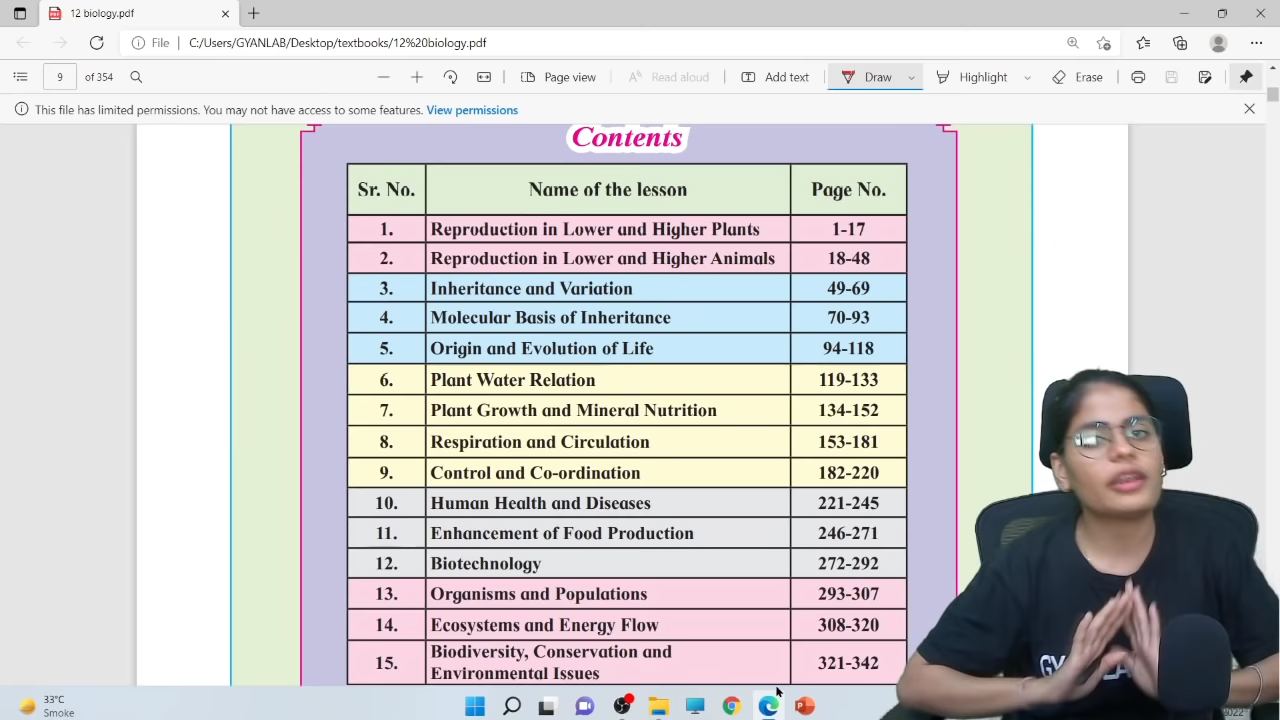 12 biology.pdf
File C:/Users/GYANLAB/Desktop/textbooks/12%20biology.pdf
9 of 354 Page view Read aloud Add text Draw Highlight Erase
This file has limited permissions. You may not have access to some features. View permissions
Contents
Sr. No. Name of the lesson Page No.
1. Reproduction in Lower and Higher Plants 1-17
2. Reproduction in Lower and Higher Animals 18-48
3. Inheritance and Variation 49-69
4. Molecular Basis of Inheritance 70-93
5. Origin and Evolution of Life 94-118
6. Plant Water Relation 119-133
7. Plant Growth and Mineral Nutrition 134-152
8. Respiration and Circulation 153-181
9. Control and Co-ordination 182-220
10. Human Health and Diseases 221-245
11. Enhancement of Food Production 246-271
12. Biotechnology 272-292
13. Organisms and Populations 293-307
14. Ecosystems and Energy Flow 308-320
15. Biodiversity, Conservation and
Environmental Issues 321-342
33°C
Smoke